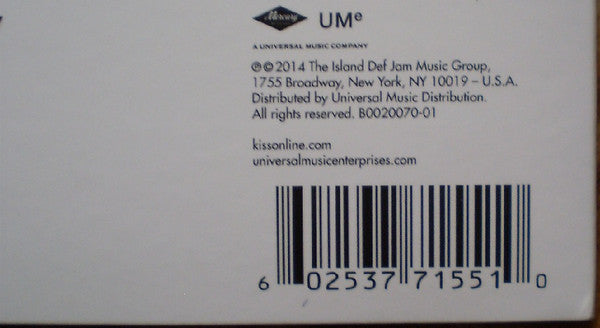 Mercury UMe
A UNIVERSAL MUSIC COMPANY
℗©2014 The Island Def Jam Music Group,
1755 Broadway, New York, NY 10019 – U.S.A.
Distributed by Universal Music Distribution.
All rights reserved. B0020070-01
kissonline.com
universalmusicenterprises.com
6 02537 71551 0